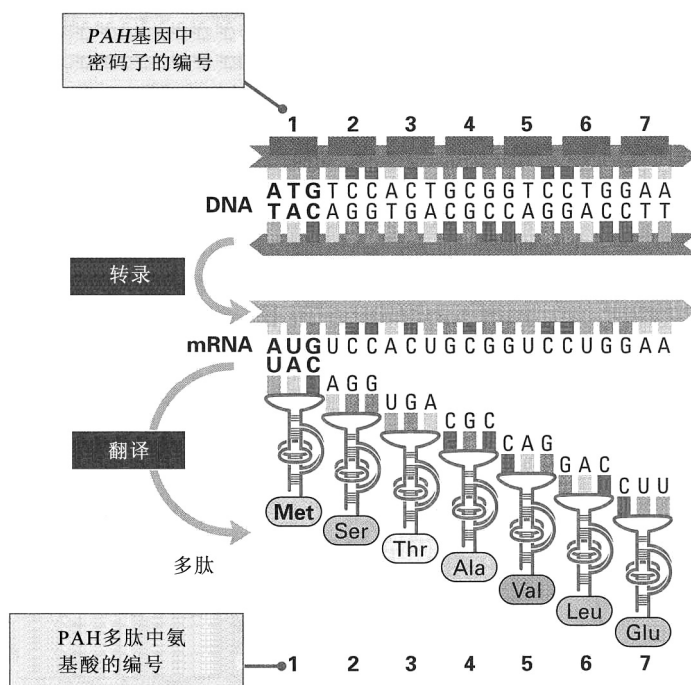 PAH基因中
密码子的编号
1 2 3 4 5 6 7
ATGTCCACTGCGGTCCTGGAA
DNA
TACAGGTGACGCCAGGACCTT
转录
mRNA
AUGUCCACUGCGGUCCUGGAA
UAC
AGG
UGA
CGC
CAG
GAC
CUU
翻译
Met
Ser
Thr
Ala
Val
Leu
Glu
多肽
PAH多肽中氨
基酸的编号
1 2 3 4 5 6 7